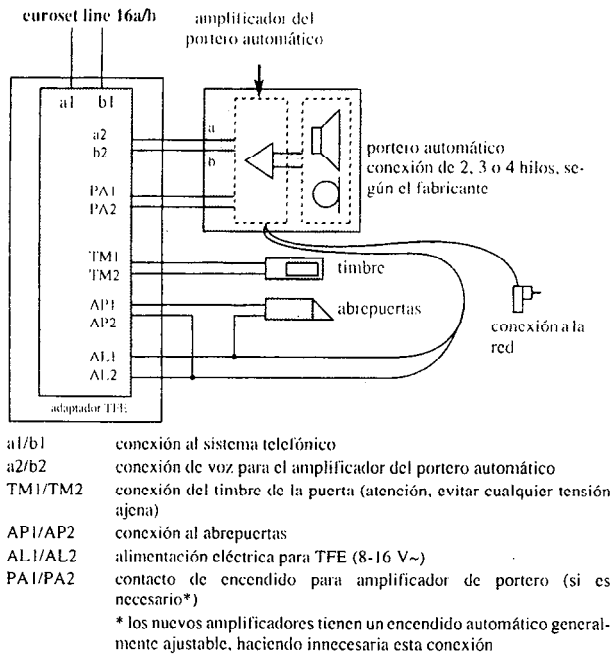 euroset line 16a/b
amplificador del
portero automático
a1 b1
a2
b2
a
b
PA1
PA2
portero automático
conexión de 2, 3 o 4 hilos, se-
gún el fabricante
TM1
TM2
timbre
AP1
AP2
abrepuertas
conexión a la
red
AL1
AL2
adaptador TFE
a1/b1 conexión al sistema telefónico
a2/b2 conexión de voz para el amplificador del portero automático
TM1/TM2 conexión del timbre de la puerta (atención, evitar cualquier tensión
ajena)
AP1/AP2 conexión al abrepuertas
AL1/AL2 alimentación eléctrica para TFE (8-16 V~)
PA1/PA2 contacto de encendido para amplificador de portero (si es
necesario*)
* los nuevos amplificadores tienen un encendido automático general-
mente ajustable, haciendo innecesaria esta conexión